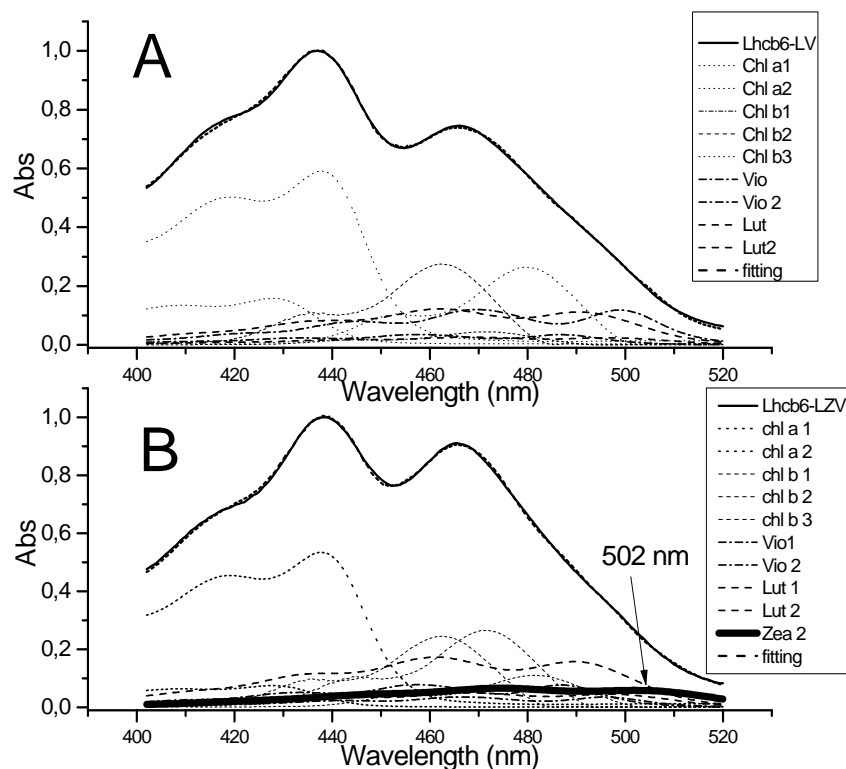 A
Abs
1,0
0,8
0,6
0,4
0,2
0,0
400 420 440 460 480 500 520
Wavelength (nm)
Lhcb6-LV
Chl a1
Chl a2
Chl b1
Chl b2
Chl b3
Vio
Vio 2
Lut
Lut2
fitting
B
Abs
1,0
0,8
0,6
0,4
0,2
0,0
502 nm
400 420 440 460 480 500 520
Wavelength (nm)
Lhcb6-LZV
chl a 1
chl a 2
chl b 1
chl b 2
chl b 3
Vio1
Vio 2
Lut 1
Lut 2
Zea 2
fitting